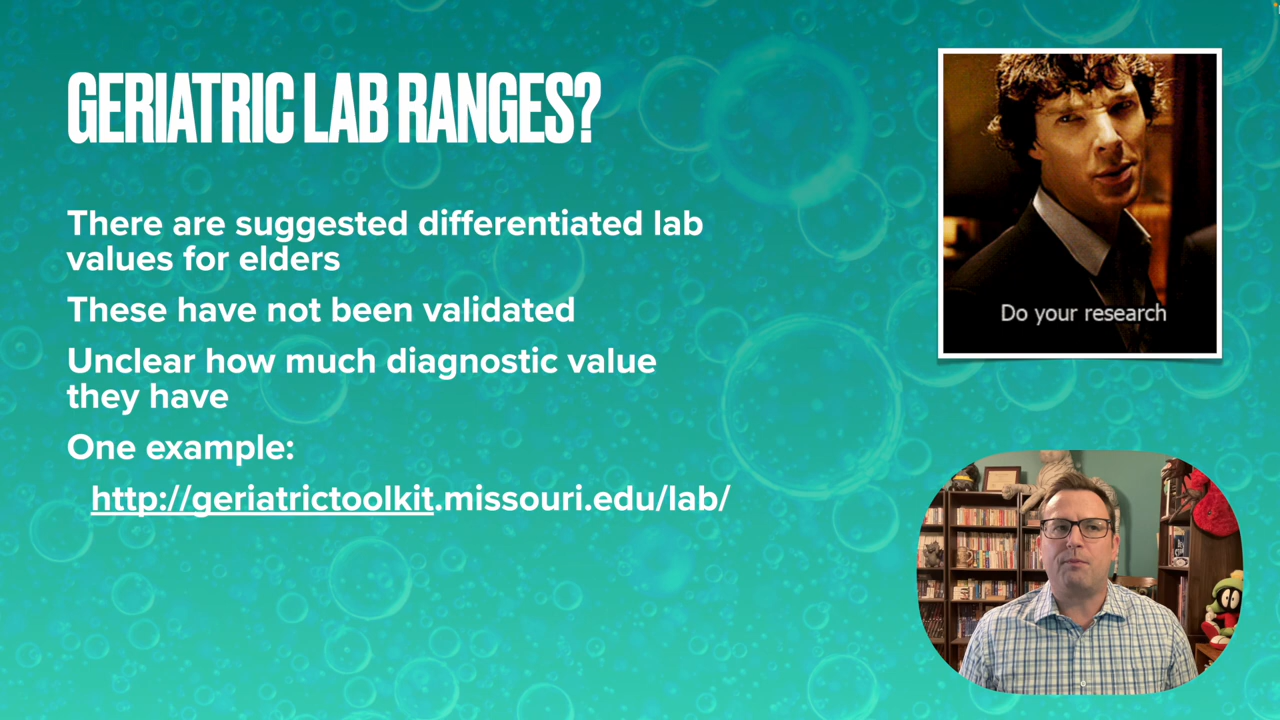 GERIATRIC LAB RANGES?
There are suggested differentiated lab
values for elders
These have not been validated
Unclear how much diagnostic value
they have
One example:
http://geriatrictoolkit.missouri.edu/lab/
Do your research